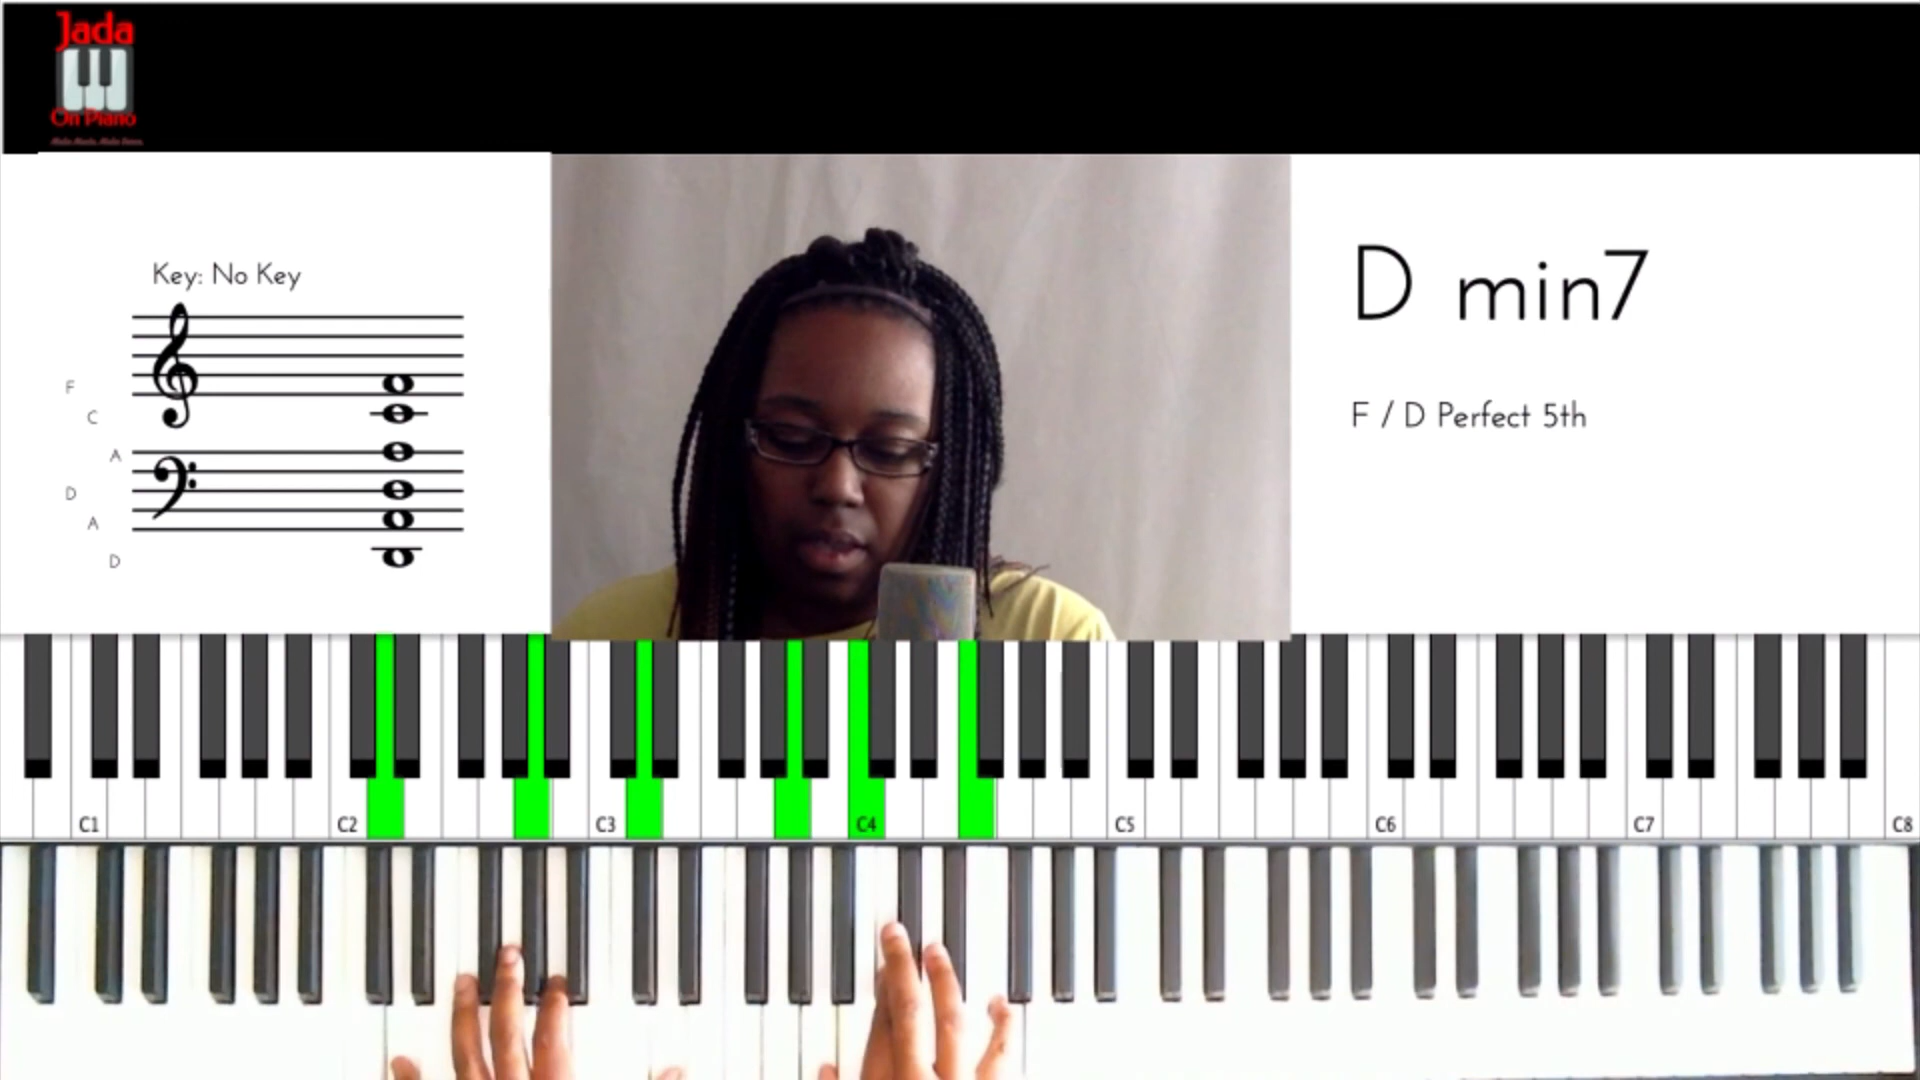 Jada
On Piano
Key: No Key
F
C
A
D
A
D
D min7
F / D Perfect 5th
C1
C2
C3
C4
C5
C6
C7
C8